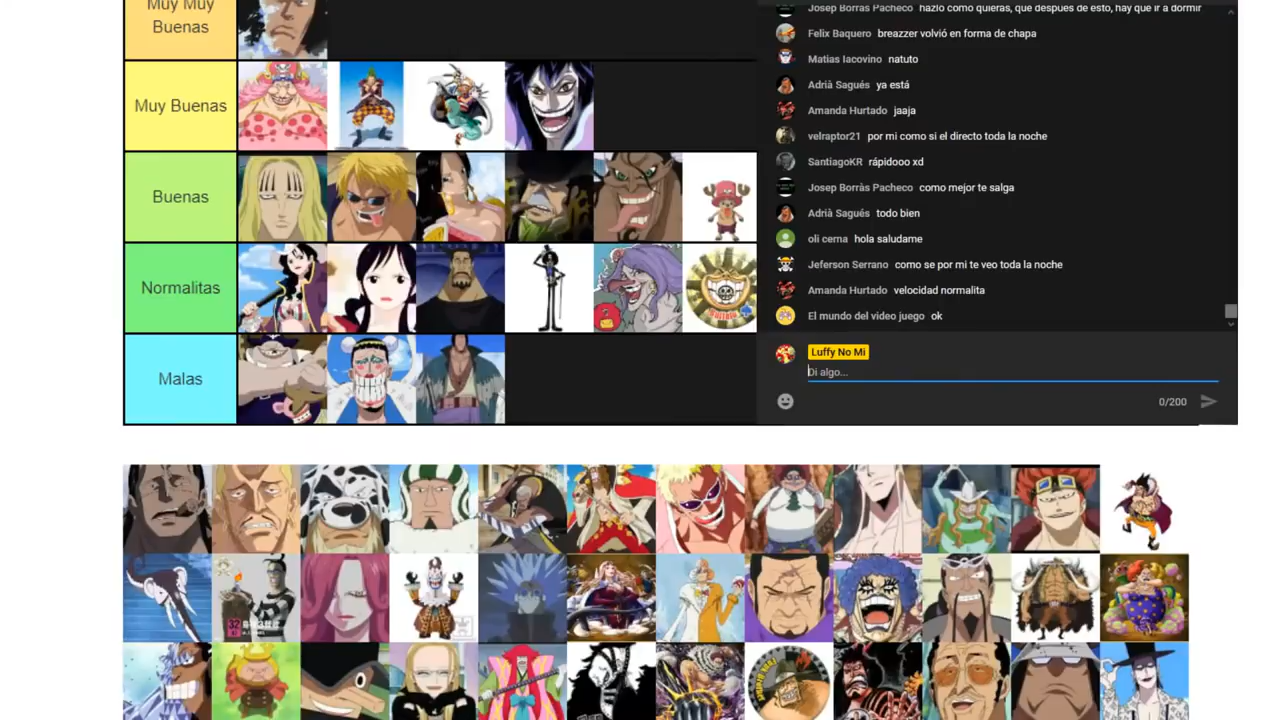 Muy Muy
Buenas
Muy Buenas
Buenas
Normalitas
Malas
Josep Borràs Pacheco hazlo como quieras, que despues de esto, hay que ir a dormir
Felix Baquero breazzer volvió en forma de chapa
Matias Iacovino natuto
Adrià Sagués ya está
Amanda Hurtado jaaja
velraptor21 por mi como si el directo toda la noche
SantiagoKR rápidooo xd
Josep Borràs Pacheco como mejor te salga
Adrià Sagués todo bien
oli cerna hola saludame
Jeferson Serrano como se por mi te veo toda la noche
Amanda Hurtado velocidad normalita
El mundo del video juego ok
Luffy No Mi
Di algo...
0/200
32